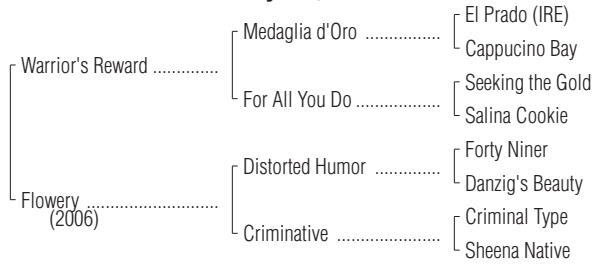 El Prado (IRE)
Medaglia d'Oro ................
Cappucino Bay
Warrior's Reward .............
Seeking the Gold
For All You Do ..................
Salina Cookie
Forty Niner
Distorted Humor ..............
Danzig's Beauty
Flowery ..........................
(2006)
Criminal Type
Criminative .....................
Sheena Native